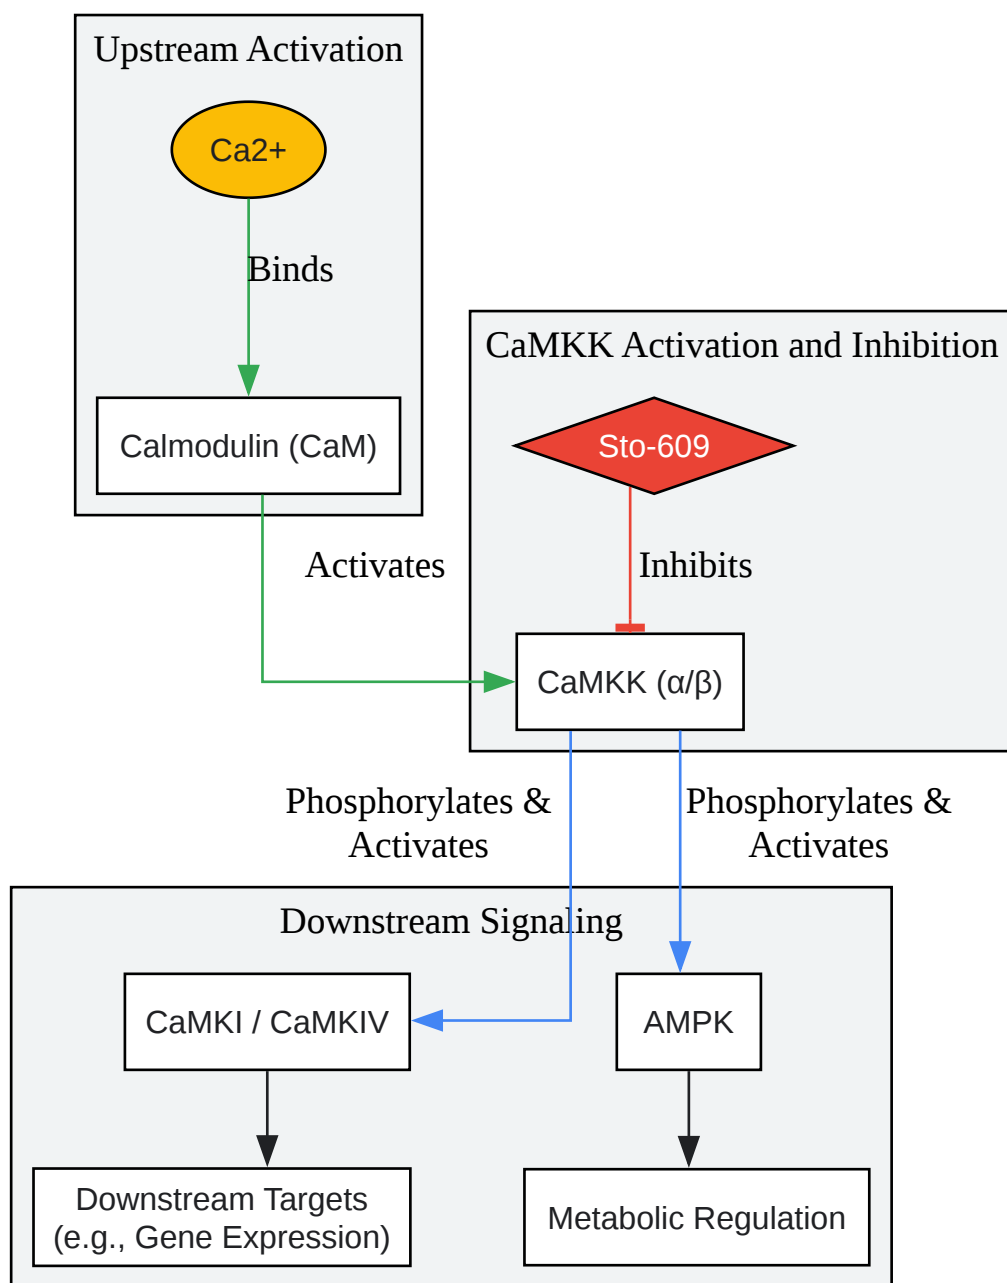 Upstream Activation
Ca2+
Binds
Calmodulin (CaM)
Activates
CaMKK Activation and Inhibition
Sto-609
Inhibits
CaMKK (α/β)
Phosphorylates &
Activates
Phosphorylates &
Activates
Downstream Signaling
CaMKI / CaMKIV
AMPK
Downstream Targets
(e.g., Gene Expression)
Metabolic Regulation